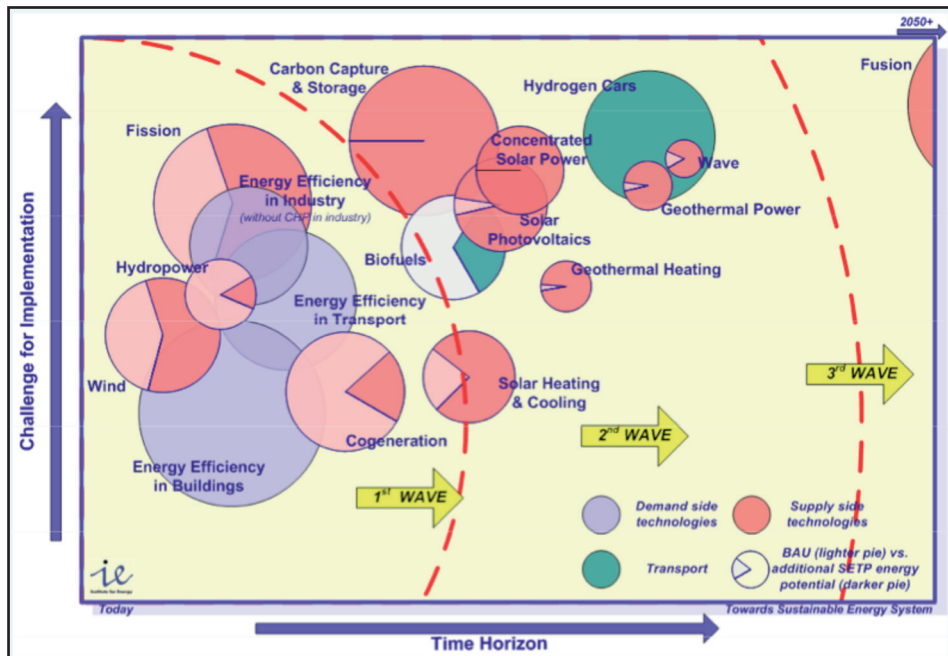 2050+
Fusion
Carbon Capture
& Storage
Hydrogen Cars
Fission
Concentrated
Solar Power
Wave
Energy Efficiency
in Industry
(without CHP in industry)
Geothermal Power
Solar
Photovoltaics
Biofuels
Hydropower
Geothermal Heating
Energy Efficiency
in Transport
Wind
Solar Heating
& Cooling
3rd WAVE
Cogeneration
2nd WAVE
Energy Efficiency
in Buildings
1st WAVE
Demand side
technologies
Supply side
technologies
Transport
BAU (lighter pie) vs.
additional SETP energy
potential (darker pie)
ie
Institute for Energy
Today
Towards Sustainable Energy System
Time Horizon
Challenge for Implementation